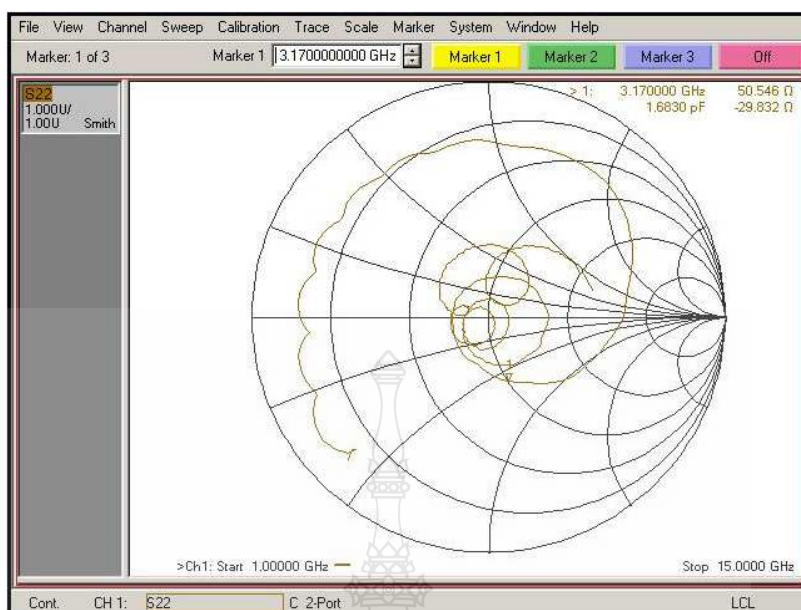 File View Channel Sweep Calibration Trace Scale Marker System Window Help
Marker: 1 of 3 Marker 1 3.1700000000 GHz Marker 1 Marker 2 Marker 3 Off
S22
1.000U/
1.00U Smith
> 1: 3.170000 GHz 50.546 Ω
1.6830 pF -29.832 Ω
1
>Ch1: Start 1.00000 GHz Stop 15.0000 GHz
Cont. CH 1: S22 C 2-Port LCL